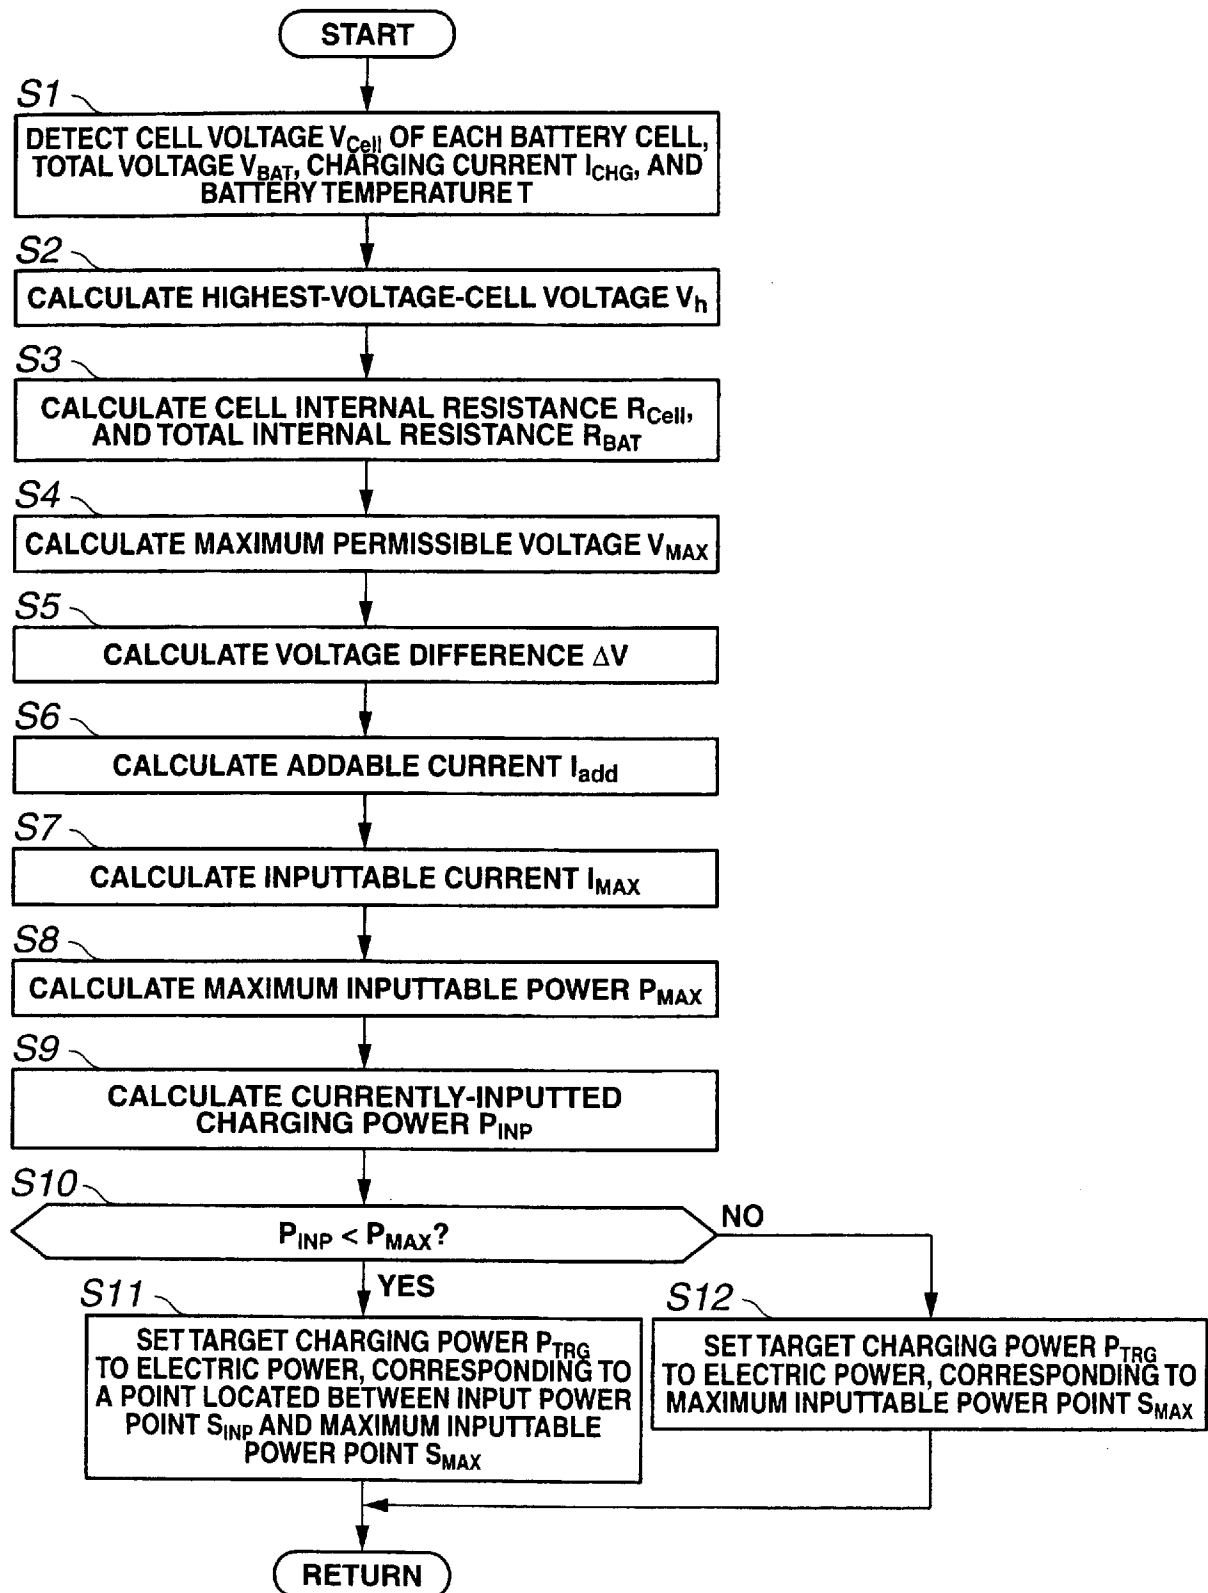 START
S1
DETECT CELL VOLTAGE VCell OF EACH BATTERY CELL,
TOTAL VOLTAGE VBAT, CHARGING CURRENT ICHG, AND
BATTERY TEMPERATURE T
S2
CALCULATE HIGHEST-VOLTAGE-CELL VOLTAGE Vh
S3
CALCULATE CELL INTERNAL RESISTANCE RCell,
AND TOTAL INTERNAL RESISTANCE RBAT
S4
CALCULATE MAXIMUM PERMISSIBLE VOLTAGE VMAX
S5
CALCULATE VOLTAGE DIFFERENCE ΔV
S6
CALCULATE ADDABLE CURRENT Iadd
S7
CALCULATE INPUTTABLE CURRENT IMAX
S8
CALCULATE MAXIMUM INPUTTABLE POWER PMAX
S9
CALCULATE CURRENTLY-INPUTTED
CHARGING POWER PINP
S10
PINP < PMAX?
NO
YES
S11
SET TARGET CHARGING POWER PTRG
TO ELECTRIC POWER, CORRESPONDING TO
A POINT LOCATED BETWEEN INPUT POWER
POINT SINP AND MAXIMUM INPUTTABLE
POWER POINT SMAX
S12
SET TARGET CHARGING POWER PTRG
TO ELECTRIC POWER, CORRESPONDING TO
MAXIMUM INPUTTABLE POWER POINT SMAX
RETURN